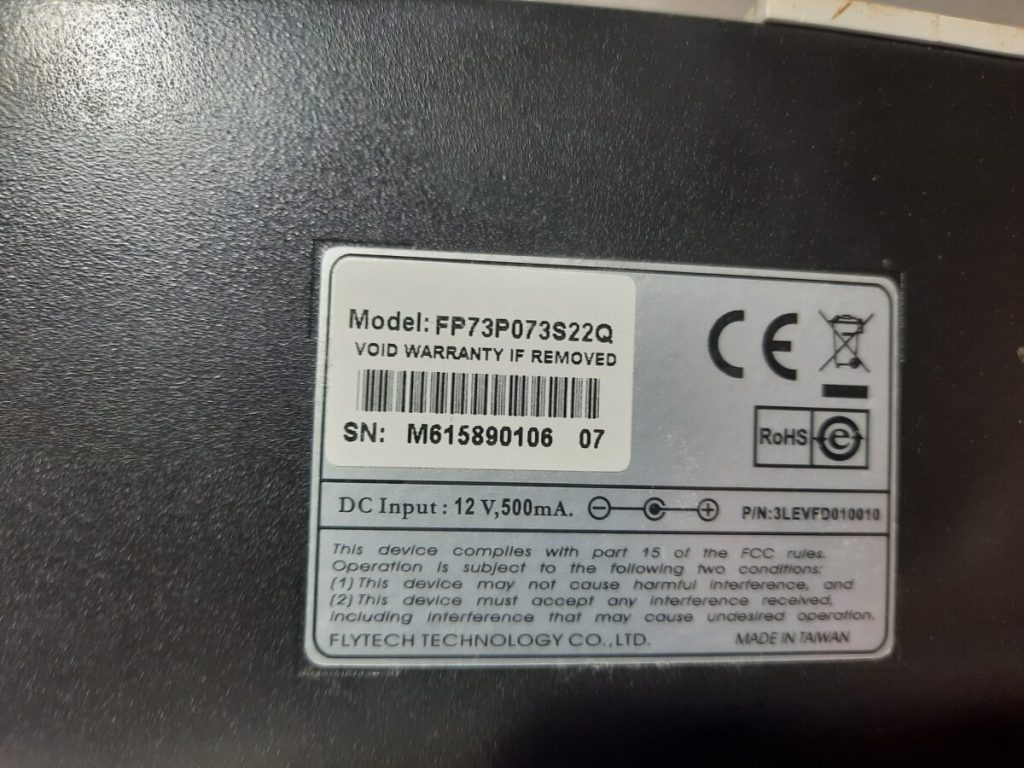 Model: FP73P073S22Q
VOID WARRANTY IF REMOVED
SN: M615890106 07
CE
RoHS e
DC Input : 12 V,500mA.
P/N:3LEVFD010010
This device complies with part 15 of the FCC rules.
Operation is subject to the following two conditions:
(1) This device may not cause harmful interference, and
(2) This device must accept any interference received,
including interference that may cause undesired operation.
FLYTECH TECHNOLOGY CO.,LTD.
MADE IN TAIWAN